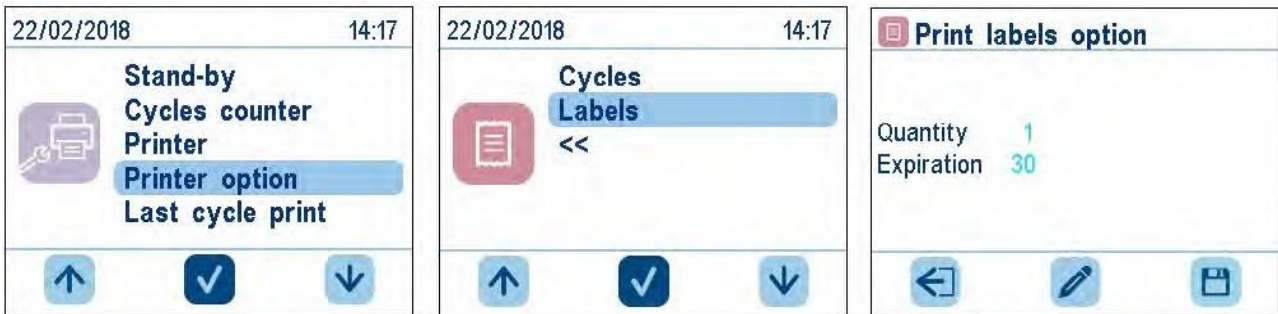 22/02/2018 14:17
Stand-by
Cycles counter
Printer
Printer option
Last cycle print
22/02/2018 14:17
Cycles
Labels
<<
Print labels option
Quantity 1
Expiration 30